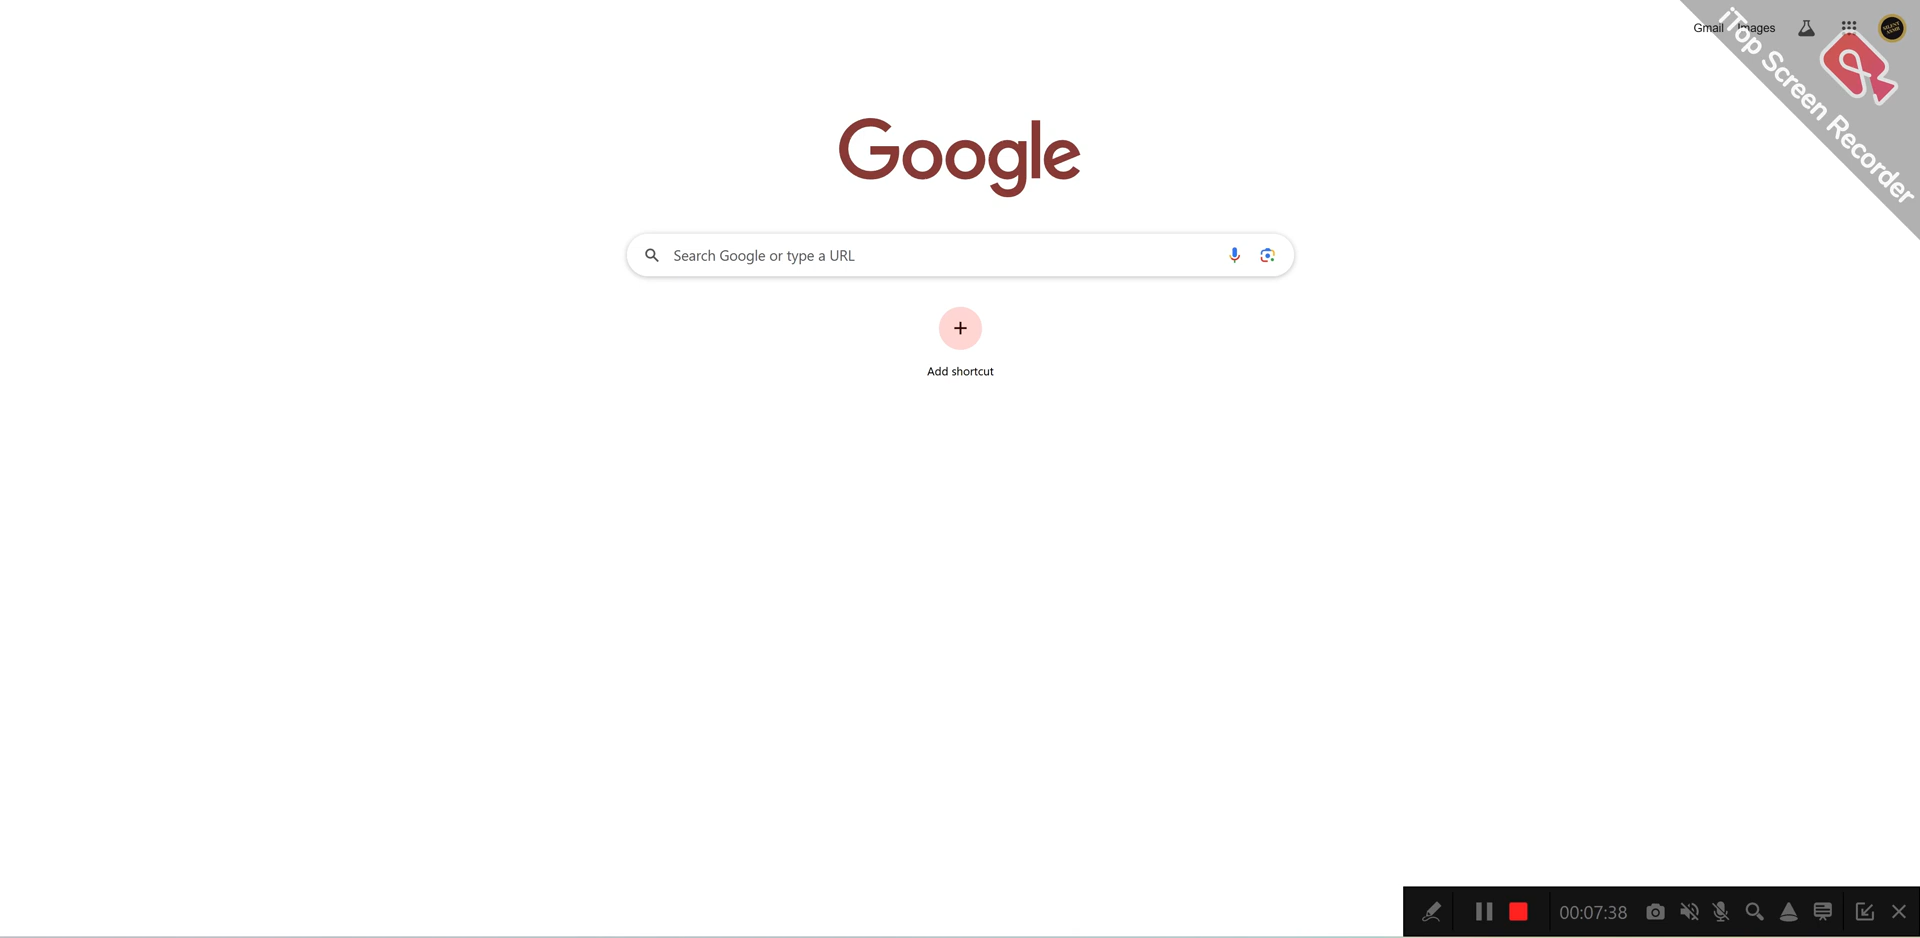 Gmail Images
iTop Screen Recorder
Google
Search Google or type a URL
Add shortcut
00:07:38